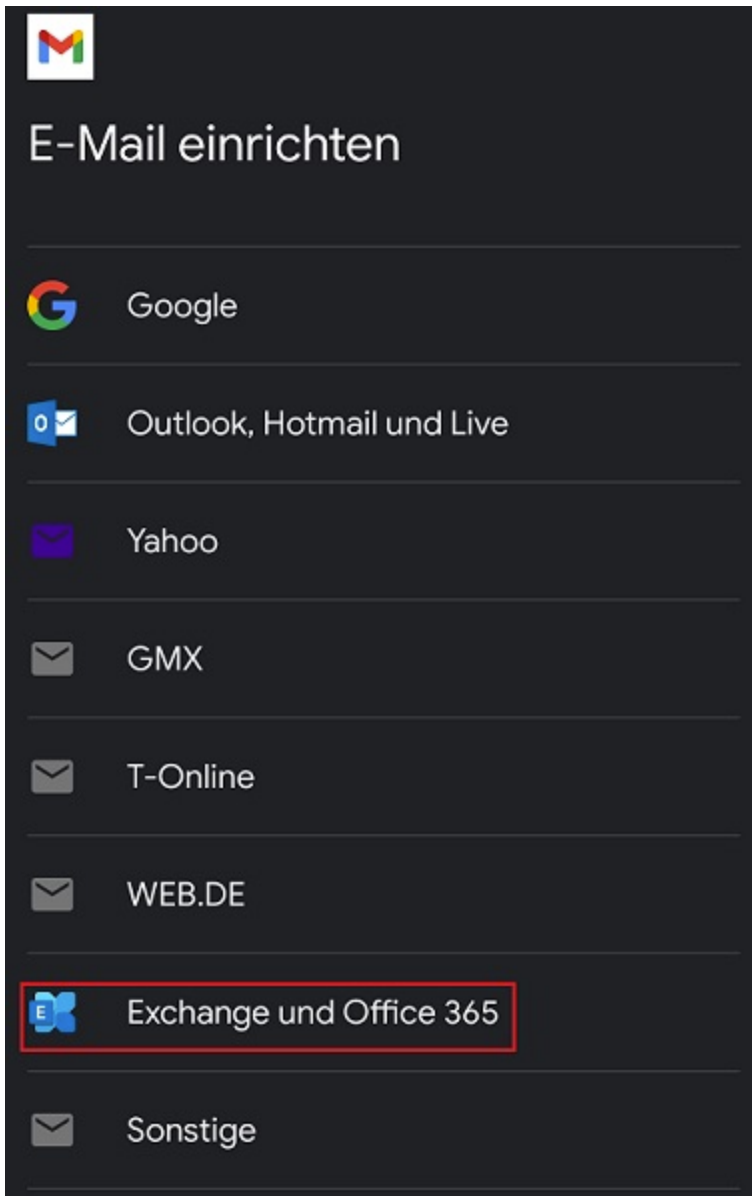 E-Mail einrichten
Google
Outlook, Hotmail und Live
Yahoo
GMX
T-Online
WEB.DE
Exchange und Office 365
Sonstige